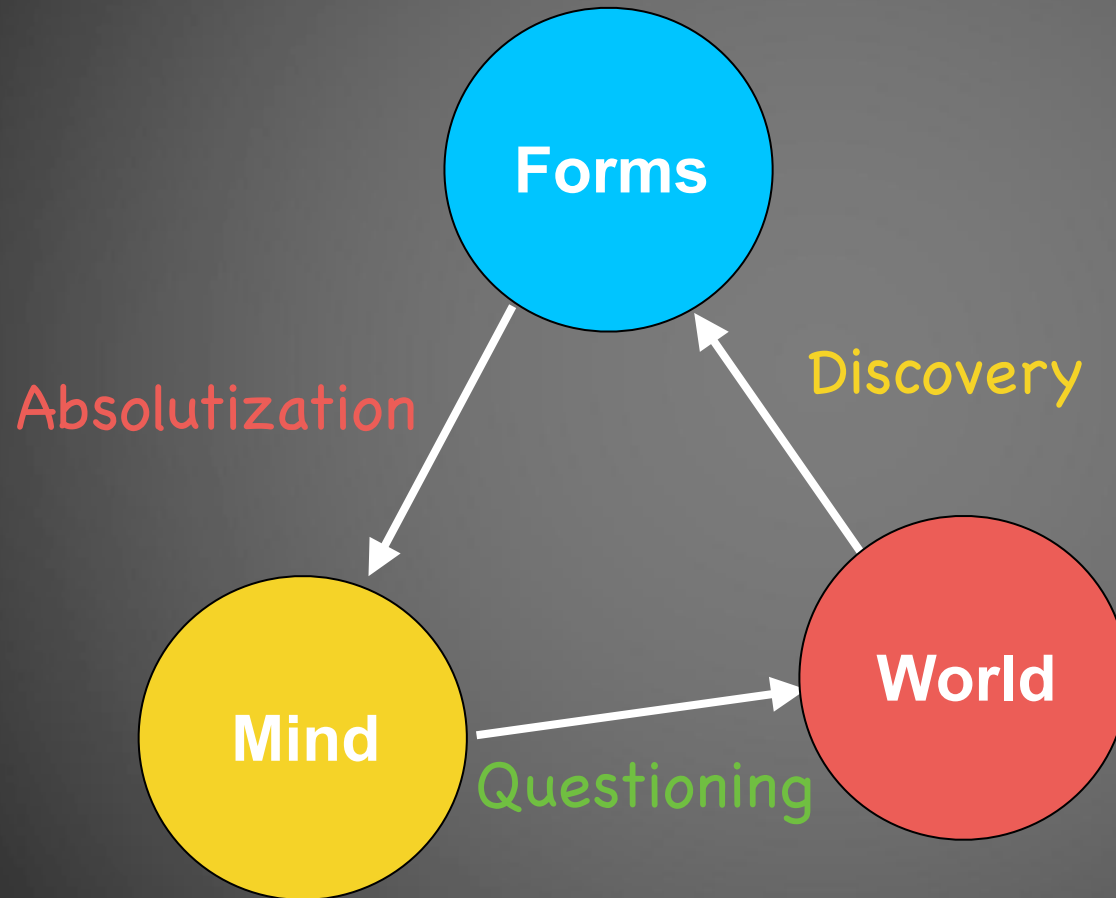 Forms
Discovery
Absolutization
World
Mind
Questioning